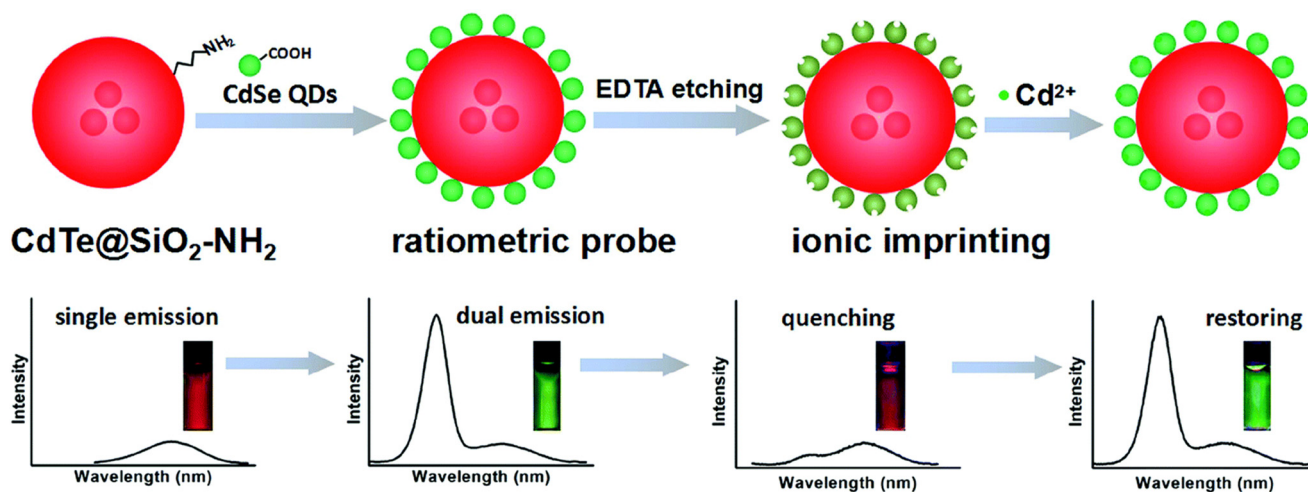 NH₂
COOH
CdSe QDs
EDTA etching
Cd²⁺
CdTe@SiO₂-NH₂
ratiometric probe
ionic imprinting
single emission
dual emission
quenching
restoring
Intensity
Intensity
Intensity
Intensity
Wavelength (nm)
Wavelength (nm)
Wavelength (nm)
Wavelength (nm)